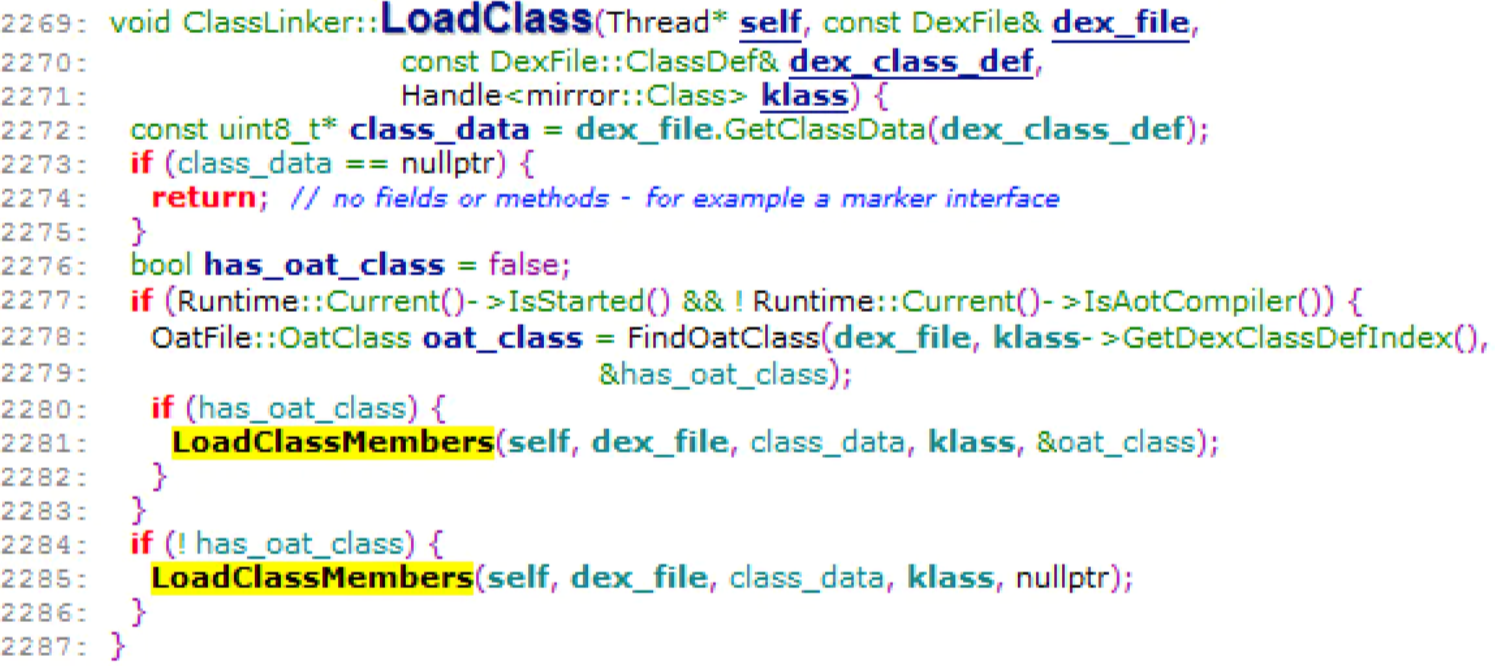 2269: void ClassLinker::LoadClass(Thread* self, const DexFile& dex_file,
2270: const DexFile::ClassDef& dex_class_def,
2271: Handle<mirror::Class> klass) {
2272: const uint8_t* class_data = dex_file.GetClassData(dex_class_def);
2273: if (class_data == nullptr) {
2274: return; // no fields or methods - for example a marker interface
2275: }
2276: bool has_oat_class = false;
2277: if (Runtime::Current()->IsStarted() && ! Runtime::Current()->IsAotCompiler()) {
2278: OatFile::OatClass oat_class = FindOatClass(dex_file, klass->GetDexClassDefIndex(),
2279: &has_oat_class);
2280: if (has_oat_class) {
2281: LoadClassMembers(self, dex_file, class_data, klass, &oat_class);
2282: }
2283: }
2284: if (! has_oat_class) {
2285: LoadClassMembers(self, dex_file, class_data, klass, nullptr);
2286: }
2287: }